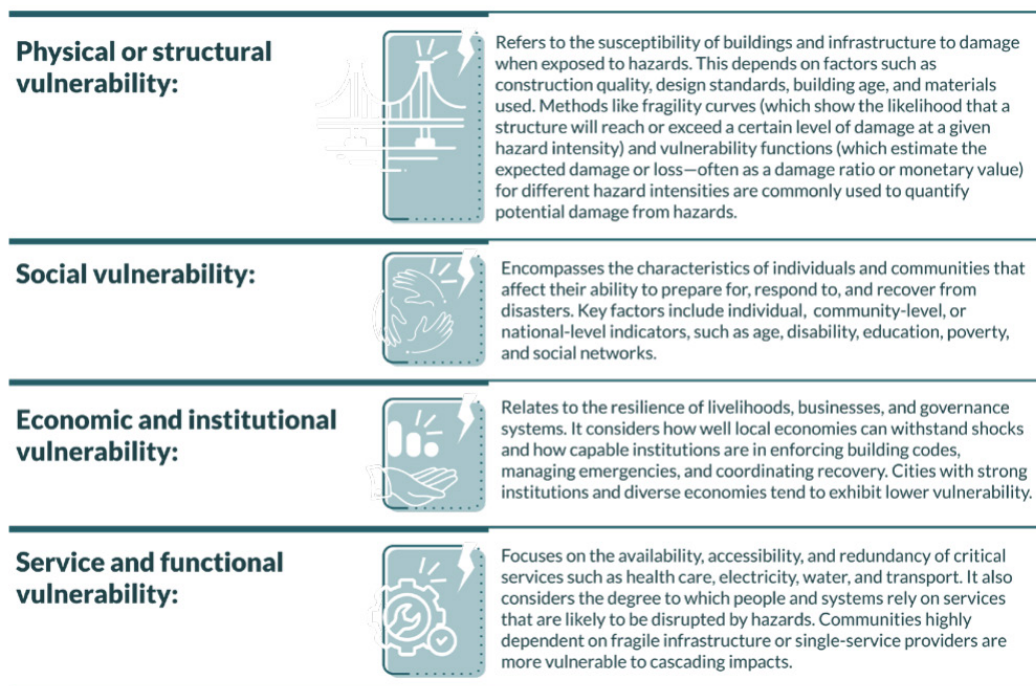 Physical or structural
vulnerability:
Refers to the susceptibility of buildings and infrastructure to damage
when exposed to hazards. This depends on factors such as
construction quality, design standards, building age, and materials
used. Methods like fragility curves (which show the likelihood that a
structure will reach or exceed a certain level of damage at a given
hazard intensity) and vulnerability functions (which estimate the
expected damage or loss—often as a damage ratio or monetary value)
for different hazard intensities are commonly used to quantify
potential damage from hazards.
Social vulnerability:
Encompasses the characteristics of individuals and communities that
affect their ability to prepare for, respond to, and recover from
disasters. Key factors include individual, community-level, or
national-level indicators, such as age, disability, education, poverty,
and social networks.
Economic and institutional
vulnerability:
Relates to the resilience of livelihoods, businesses, and governance
systems. It considers how well local economies can withstand shocks
and how capable institutions are in enforcing building codes,
managing emergencies, and coordinating recovery. Cities with strong
institutions and diverse economies tend to exhibit lower vulnerability.
Service and functional
vulnerability:
Focuses on the availability, accessibility, and redundancy of critical
services such as health care, electricity, water, and transport. It also
considers the degree to which people and systems rely on services
that are likely to be disrupted by hazards. Communities highly
dependent on fragile infrastructure or single-service providers are
more vulnerable to cascading impacts.